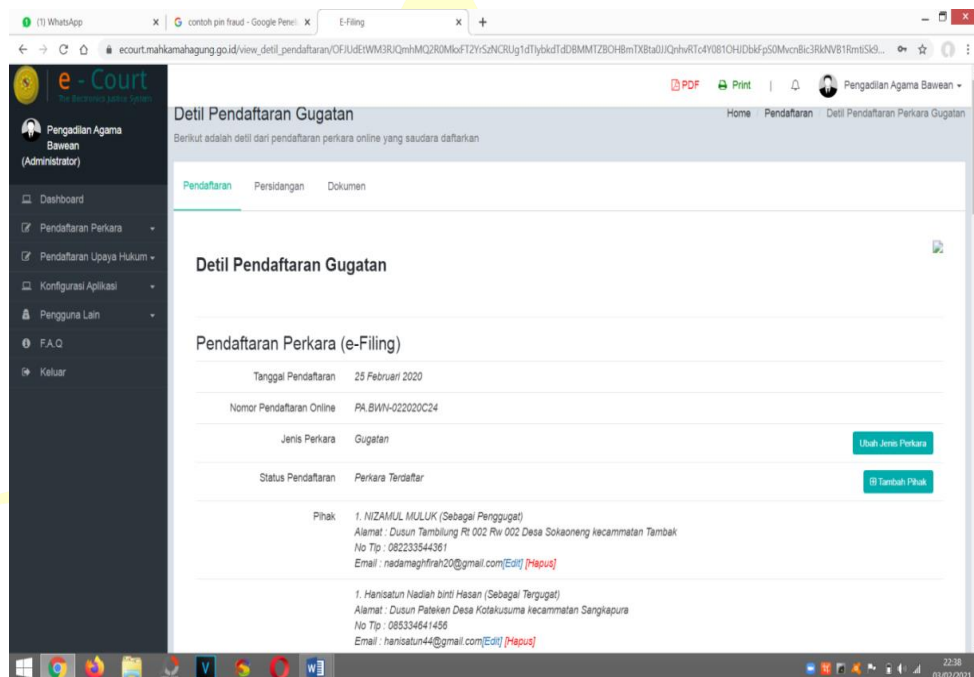 (1) WhatsApp
contoh pin fraud - Google Penel
E-Filing
ecourt.mahkamahagung.go.id/view_detil_pendaftaran/
e - Court
The Electronics Justice System
PDF
Print
Pengadilan Agama Bawean
Pengadilan Agama
Bawean
(Administrator)
Dashboard
Pendaftaran Perkara
Pendaftaran Upaya Hukum
Konfigurasi Aplikasi
Pengguna Lain
F.A.Q
Keluar
Detil Pendaftaran Gugatan
Home Pendaftaran Detil Pendaftaran Perkara Gugatan
Berikut adalah detil dari pendaftaran perkara online yang saudara daftarkan
Pendaftaran Persidangan Dokumen
Detil Pendaftaran Gugatan
Pendaftaran Perkara (e-Filing)
Tanggal Pendaftaran 25 Februari 2020
Nomor Pendaftaran Online PA.BWN-022020C24
Jenis Perkara Gugatan Ubah Jenis Perkara
Status Pendaftaran Perkara Terdaftar Tambah Pihak
Pihak 1. NIZAMUL MULUK (Sebagai Penggugat)
Alamat : Dusun Tambilung Rt 002 Rw 002 Desa Sokaoneng kecammatan Tambak
No Tlp : 082233544361
Email : nadamaghfirah20@gmail.com[Edit] [Hapus]
1. Hanisatun Nadiah binti Hasan (Sebagai Tergugat)
Alamat : Dusun Pateken Desa Kotakusuma kecammatan Sangkapura
No Tlp : 085334641456
Email : hanisatun44@gmail.com[Edit] [Hapus]
22:38
03/02/2021